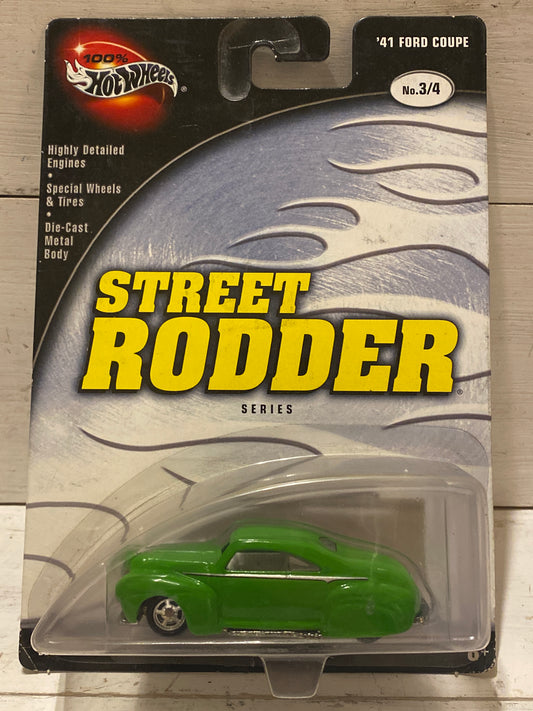 100%
Hot Wheels®
'41 FORD COUPE
No.3/4
Highly Detailed
Engines
•
Special Wheels
& Tires
•
Die-Cast
Metal
Body
STREET
RODDER®
SERIES